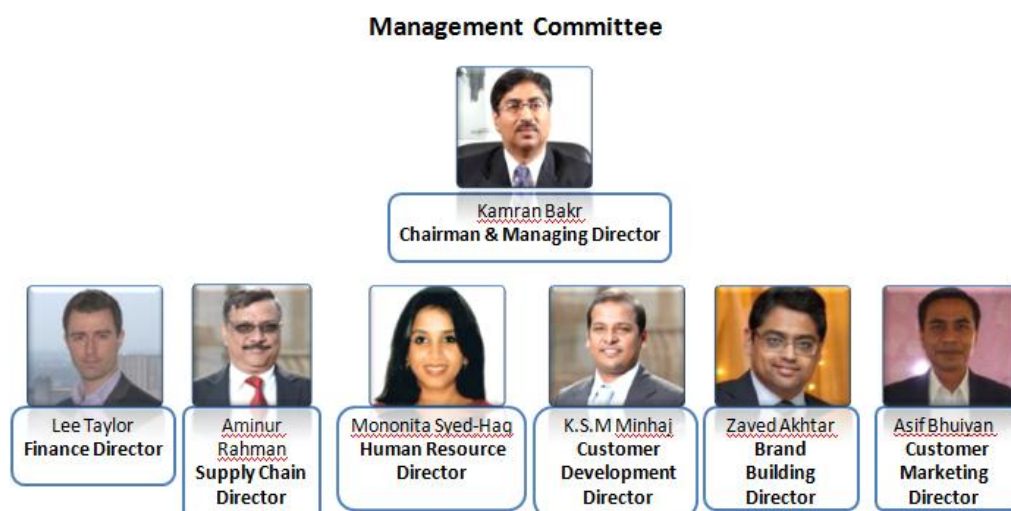 Management Committee
Kamran Bakr
Chairman & Managing Director
Lee Taylor
Finance Director
Aminur
Rahman
Supply Chain
Director
Mononita Syed-Haq
Human Resource
Director
K.S.M Minhaj
Customer
Development
Director
Zaved Akhtar
Brand
Building
Director
Asif Bhuiyan
Customer
Marketing
Director